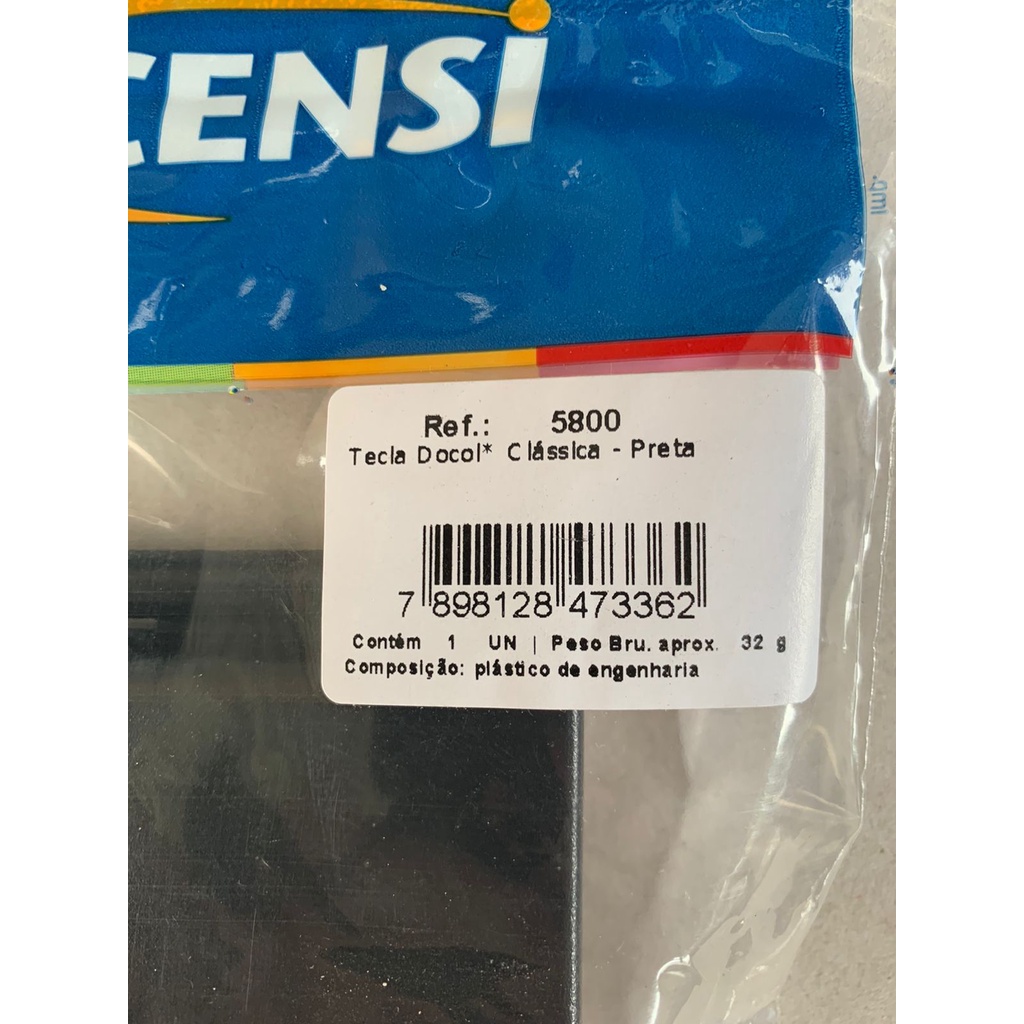 CENSI
imp.
Ref.: 5800
Tecla Docol* Clássica - Preta
7 898128 473362
Contém 1 UN | Peso Bru. aprox. 32 g
Composição: plástico de engenharia